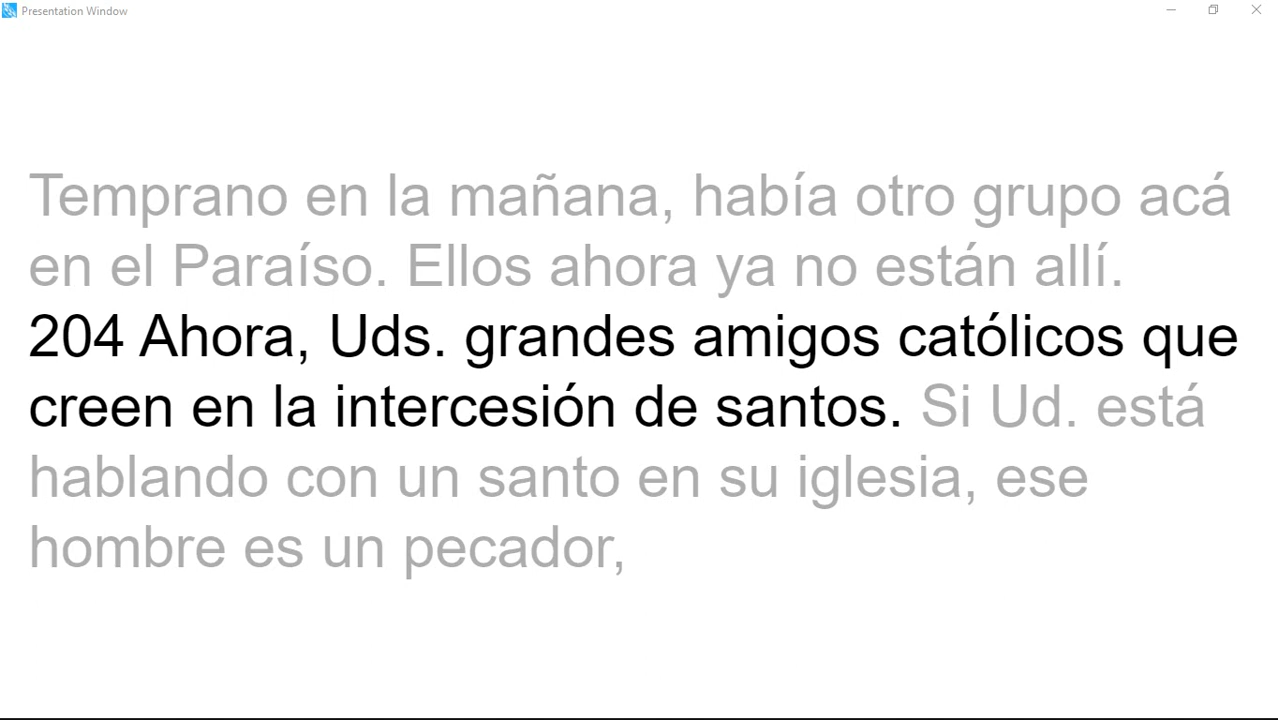 Presentation Window
Temprano en la mañana, había otro grupo acá
en el Paraíso. Ellos ahora ya no están allí.
204 Ahora, Uds. grandes amigos católicos que
creen en la intercesión de santos. Si Ud. está
hablando con un santo en su iglesia, ese
hombre es un pecador,